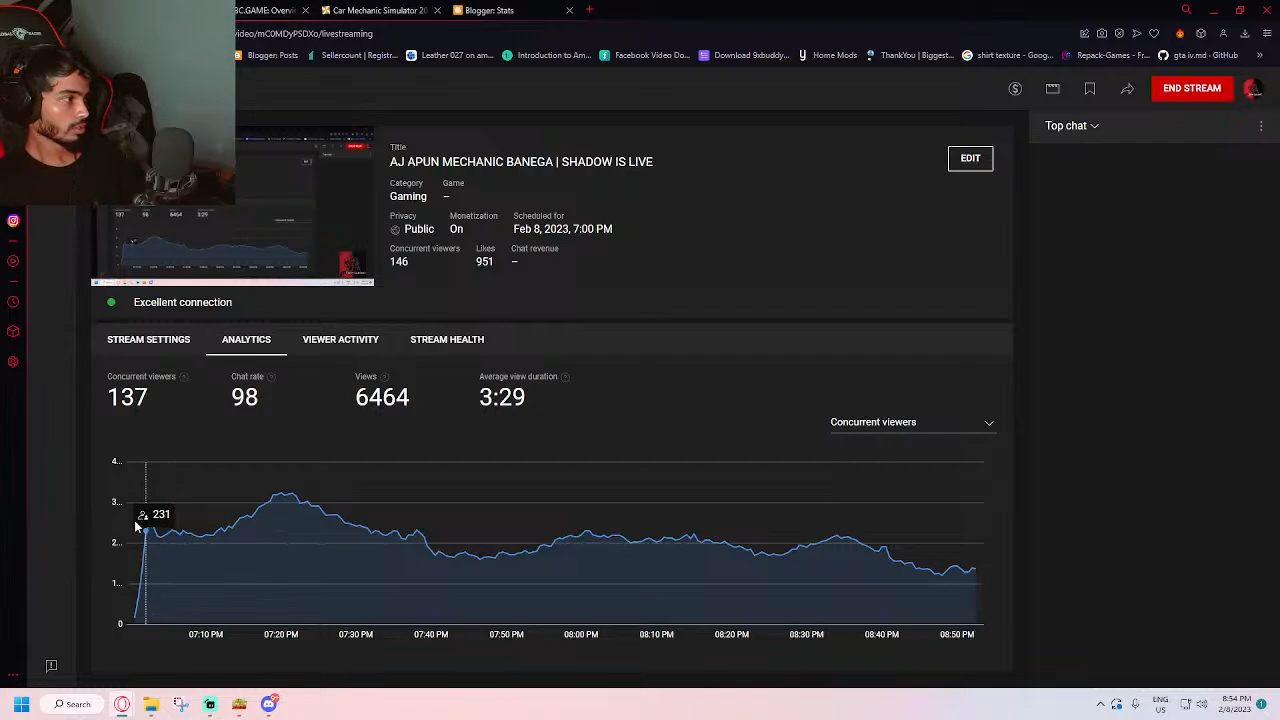 BC.GAME: Overvi
Car Mechanic Simulator 20
Blogger: Stats
video/mC0MDyPSDXo/livestreaming
Blogger: Posts
Sellercount | Registr...
Leather 027 on am...
Introduction to Am...
Facebook Video Do...
Download 9xbuddy...
Home Mods
ThankYou | Biggest...
shirt texture - Goog...
gta iv.md · GitHub
END STREAM
Top chat
Title
AJ APUN MECHANIC BANEGA | SHADOW IS LIVE
EDIT
Category
Game
Gaming
–
Privacy
Monetization
Scheduled for
Public
On
Feb 8, 2023, 7:00 PM
Concurrent viewers
Likes
Chat revenue
146
951
–
137
98
6464
3:29
Excellent connection
STREAM SETTINGS
ANALYTICS
VIEWER ACTIVITY
STREAM HEALTH
Concurrent viewers
Chat rate
Views
Average view duration
137
98
6464
3:29
Concurrent viewers
4...
3...
231
2...
1...
0
07:10 PM
07:20 PM
07:30 PM
07:40 PM
07:50 PM
08:00 PM
08:10 PM
08:20 PM
08:30 PM
08:40 PM
08:50 PM
Search
ENG
US
8:54 PM
2/8/2023